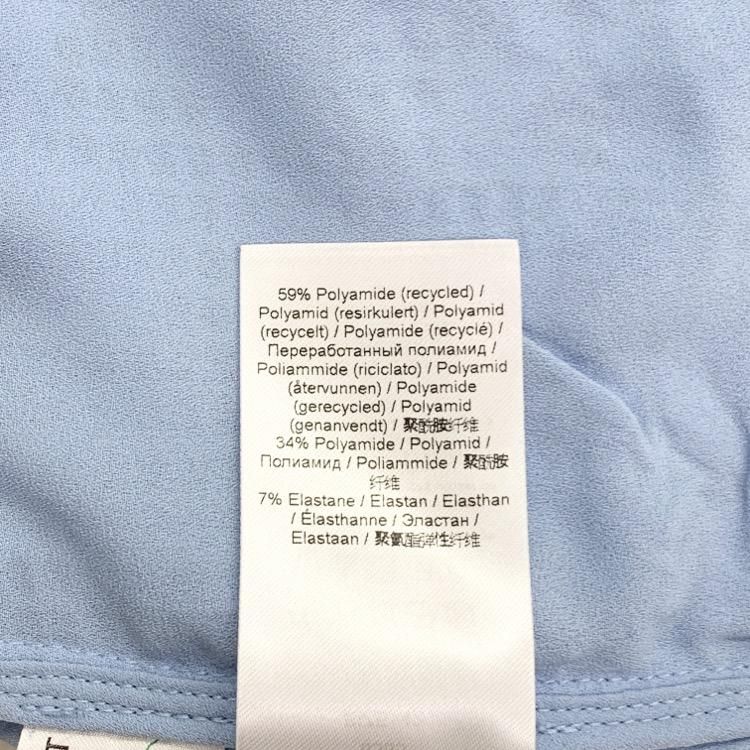 59% Polyamide (recycled) /
Polyamid (resirkulert) / Polyamid
(recycelt) / Polyamide (recyclé) /
Переработанный полиамид /
Poliammide (riciclato) / Polyamid
(återvunnen) / Polyamide
(gerecycled) / Polyamid
(genanvendt) / 聚酰胺纤维
34% Polyamide / Polyamid /
Полиамид / Poliammide / 聚酰胺
纤维
7% Elastane / Elastan / Elasthan
/ Élasthanne / Эластан /
Elastaan / 聚氨酯弹性纤维